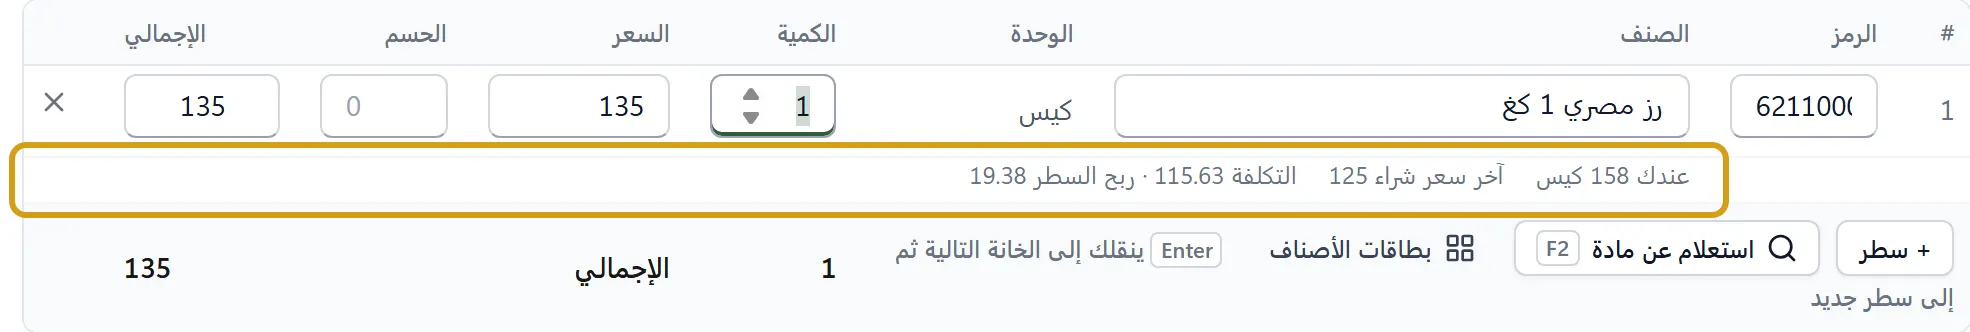 # الرمز الصنف الوحدة الكمية السعر الحسم الإجمالي
1 621100 رز مصري 1 كغ كيس 1 135 0 135
عندك 158 كيس آخر سعر شراء 125 التكلفة 115.63 · ربح السطر 19.38
+ سطر استعلام عن مادة F2 بطاقات الأصناف Enter ينقلك إلى الخانة التالية ثم
إلى سطر جديد
1 الإجمالي 135